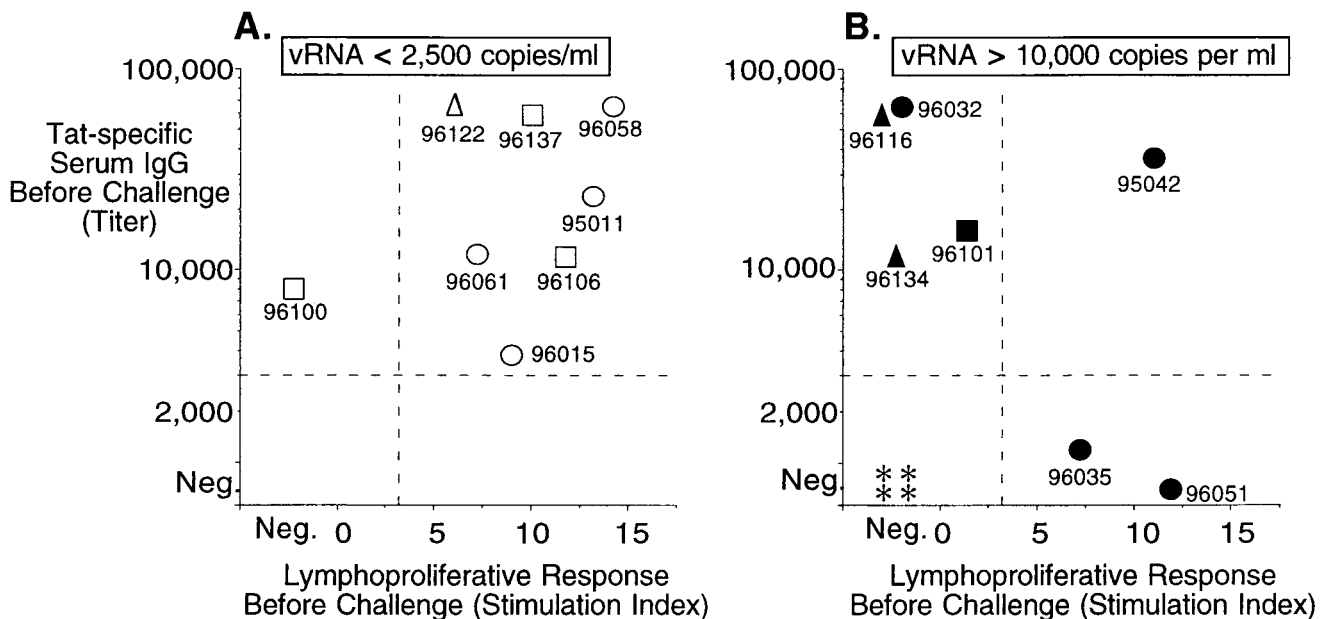 A.
vRNA < 2,500 copies/ml
Tat-specific
Serum IgG
Before Challenge
(Titer)
100,000
10,000
2,000
Neg.
96122
96137
96058
95011
96061
96106
96100
96015
Neg. 0 5 10 15
Lymphoproliferative Response
Before Challenge (Stimulation Index)
B.
vRNA > 10,000 copies per ml
100,000
10,000
2,000
Neg.
96116
96032
95042
96101
96134
96035
96051
* *
* *
Neg. 0 5 10 15
Lymphoproliferative Response
Before Challenge (Stimulation Index)